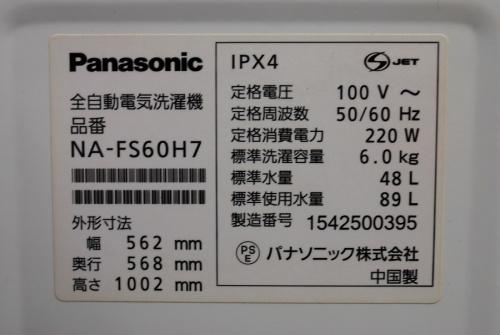 Panasonic
全自動電気洗濯機
品番
NA-FS60H7
外形寸法
幅 562 mm
奥行 568 mm
高さ 1002 mm
IPX4
S JET
定格電圧 100 V ～
定格周波数 50/60 Hz
定格消費電力 220 W
標準洗濯容量 6.0 kg
標準水量 48 L
標準使用水量 89 L
製造番号 1542500395
PSE パナソニック株式会社
中国製